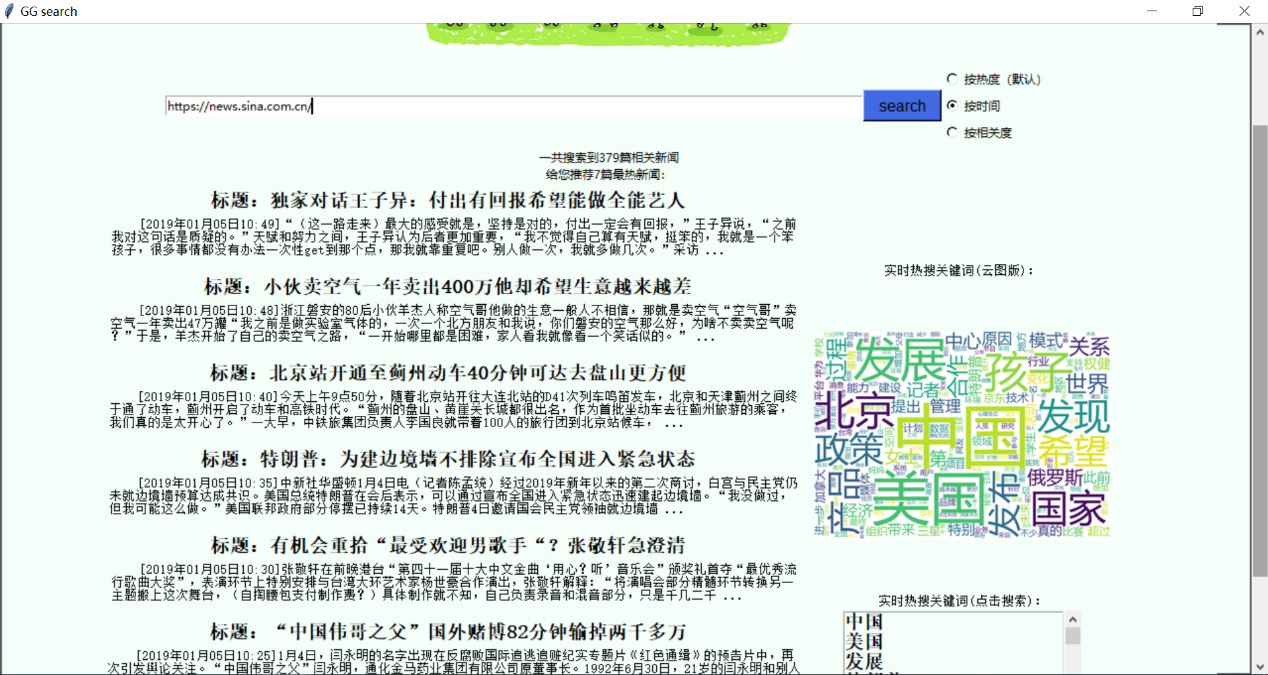 GG search
按热度 (默认)
https://news.sina.com.cn/
search
按时间
按相关度
一共搜索到379篇相关新闻
给您推荐7篇最热新闻:
标题: 独家对话王子异: 付出有回报希望能做全能艺人
[2019年01月05日10:49]“ (这一路走来) 最大的感受就是, 坚持是对的, 付出一定会有回报, ”王子异说, “之前
我对这句话是质疑的。”天赋和努力之间, 王子异认为后者更加重要, “我不觉得自己算有天赋, 挺笨的, 我就是一个笨
孩子, 很多事情都没有办法一次性get到那个点, 那我就靠重复吧。别人做一次, 我就多做几次。”采访 ...
标题: 小伙卖空气一年卖出400万他却希望生意越来越差
[2019年01月05日10:48]浙江磐安的80后小伙羊杰人称空气哥他做的生意一般人不相信, 那就是卖空气“空气哥”卖
空气一年卖出47万罐“我之前是做实验室气体的, 一次一个北方朋友和我说, 你们磐安的空气那么好, 为啥不卖卖空气呢
? ”于是, 羊杰开始了自己的卖空气之路, “一开始哪里都是困难, 家人看我就像看一个笑话似的。” ...
标题: 北京站开通至蓟州动车40分钟可达去盘山更方便
[2019年01月05日10:40]今天上午9点50分, 随着北京站开往大连北站的D41次列车鸣笛发车, 北京和天津蓟州之间终
于通了动车, 蓟州开启了动车和高铁时代。“蓟州的盘山、黄崖关长城都很出名, 作为首批坐动车去往蓟州旅游的乘客,
我们真的是太开心了。”一大早, 中铁旅集团负责人李国良就带着100人的旅行团到北京站候车, ...
标题: 特朗普: 为建边境墙不排除宣布全国进入紧急状态
[2019年01月05日10:35]中新社华盛顿1月4日电 (记者陈孟统) 经过2019年新年以来的第二次商讨, 白宫与民主党仍
未就边境墙预算达成共识。美国总统特朗普在会后表示, 可以通过宣布全国进入紧急状态迅速建起边境墙。“我没做过,
但我可能这么做。”美国联邦政府部分停摆已持续14天。特朗普4日邀请国会民主党领袖就边境墙 ...
标题: 有机会重拾“最受欢迎男歌手“? 张敬轩急澄清
[2019年01月05日10:30]张敬轩在前晚港台“第四十一届十大中文金曲‘用心? 听’音乐会”颁奖礼首夺“最优秀流
行歌曲大奖”, 表演环节上特别安排与台湾大环艺术家杨世豪合作演出, 张敬轩解释: “将演唱会部分精髓环节转换另一
主题搬上这次舞台, (自掏腰包支付制作费? ) 具体制作就不知, 自己负责录音和混音部分, 只是千几二千 ...
标题: “中国伟哥之父”国外赌博82分钟输掉两千多万
[2019年01月05日10:25]1月4日, 闫永明的名字出现在反腐败国际追逃追赃纪实专题片《红色通缉》的预告片中, 再
次引发舆论关注。“中国伟哥之父”闫永明, 通化金马药业集团有限公司原董事长。1992年6月30日, 21岁的闫永明和别人
实时热搜关键词(云图版):
过程 发展 中心 原因 模式 关系
合作 孩子 行业 权健
能力 建设 记者 特朗普 变化 世界
北京 提出 管理 京东 技术 发现
计划 数据 中国
政策 女士 第一 项目 领域 希望
产品 美国 发布 俄罗斯 此前
加拿大 经济 国家
进一步 组织 带来 三星 特别 不少 真的 比赛 超过
平台 华为 学校
实时热搜关键词(点击搜索):
中国
美国
发展